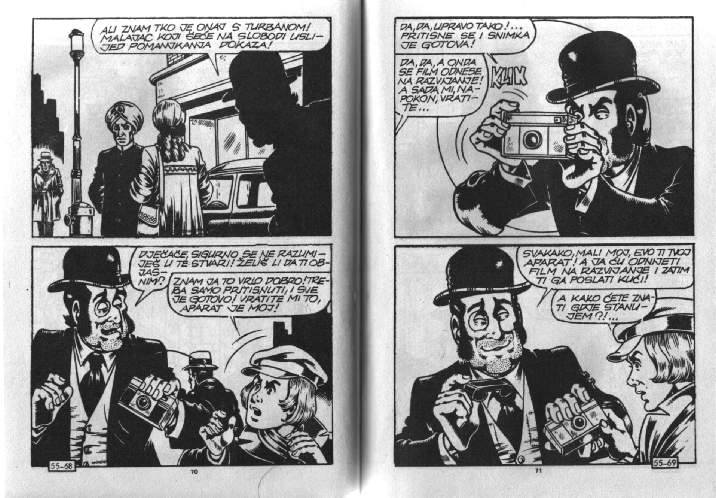 ALI ZNAM TKO JE ONAJ S TURBANOM!
MALAJAC KOJI ŠEĆE NA SLOBODI USLI-
JED POMANJKANJA DOKAZA!
DJEČAČE, SIGURNO SE NE RAZUMI-
JEŠ U TE STVARI! ŽELIŠ LI DA TI OB-
JAS-
NIM?
ZNAM JA TO VRLO DOBRO! TRE-
BA SAMO PRITISNUTI, I SVE
JE GOTOVO! VRATITE MI TO,
APARAT JE MOJ!
55-68
70
DA, DA, UPRAVO TAKO!...
PRITISNE SE I SNIMKA
JE GOTOVA!
DA, DA, A ONDA
SE FILM ODNESE
NA RAZVIJANJE!
A SADA MI, NA-
POKON, VRATI-
TE...
KLIK
SVAKAKO, MALI MOJ, EVO TI TVOJ
APARAT! A JA ĆU ODNIJETI
FILM NA RAZVIJANJE I ZATIM
TI GA POSLATI KUĆI!
A KAKO ĆETE ZNA-
TI GDJE STANU-
JEM?!...
55-69
71